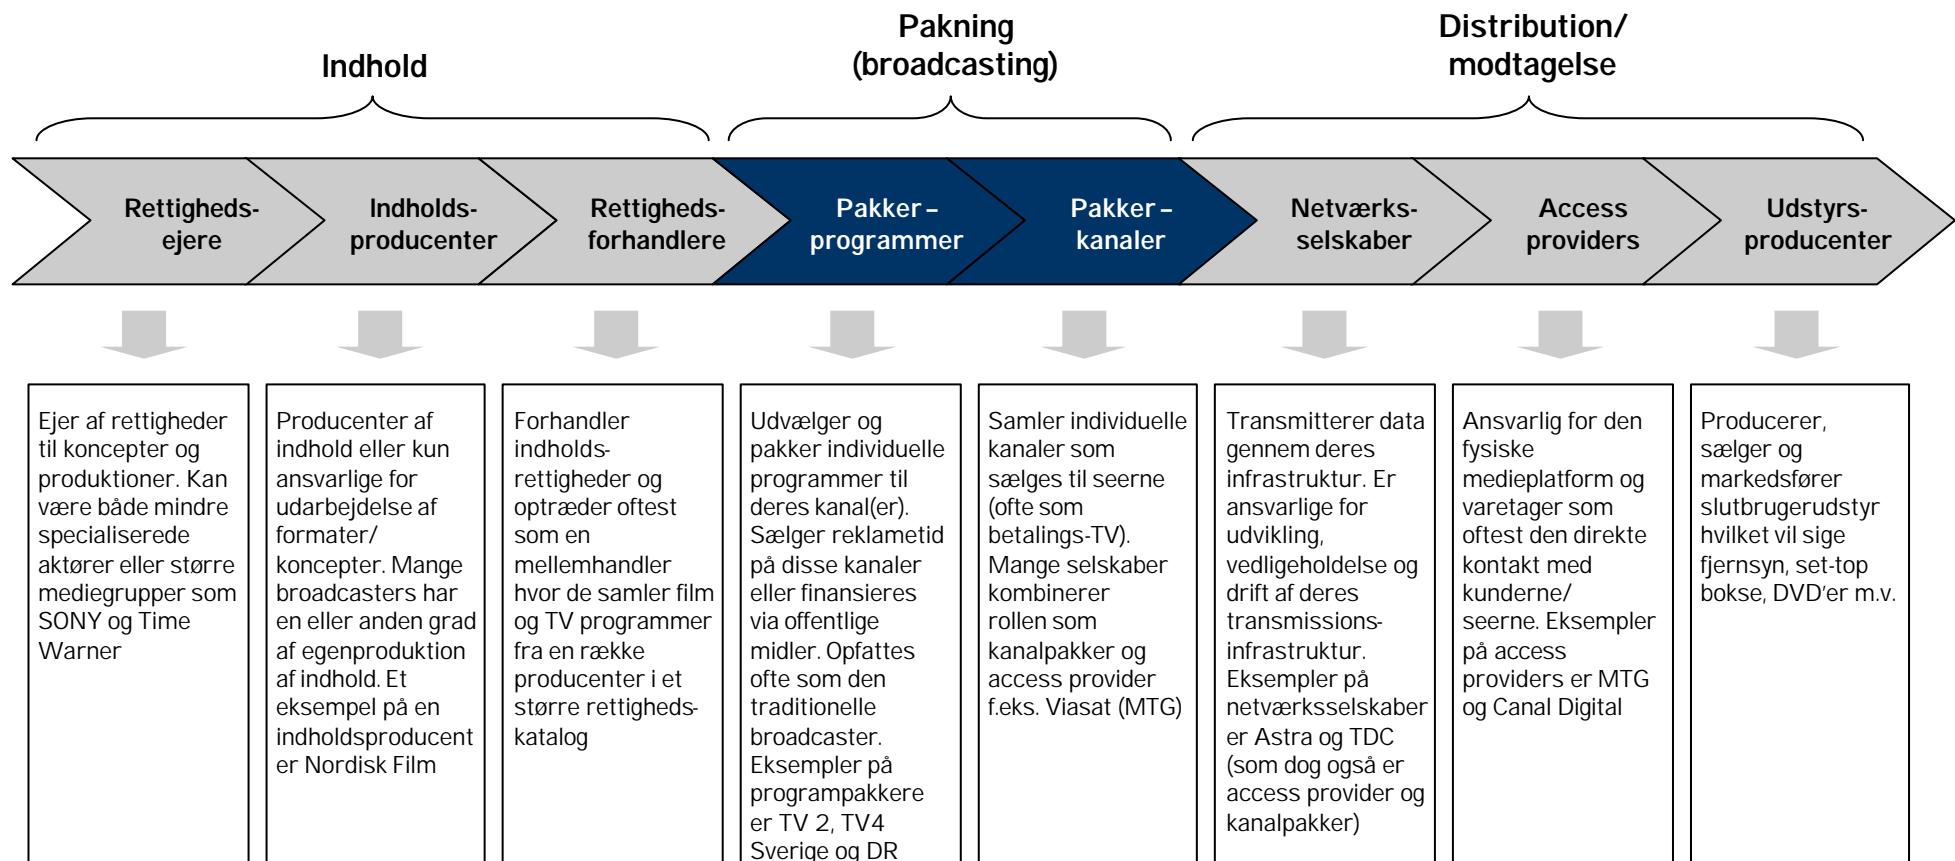 Indhold
Pakning
(broadcasting)
Distribution/
modtagelse
Rettigheds-
ejere
Indholds-
producenter
Rettigheds-
forhandlere
Pakker –
programmer
Pakker –
kanaler
Netværks-
selskaber
Access
providers
Udstyrs-
producenter
Ejer af rettigheder
til koncepter og
produktioner. Kan
være både mindre
specialiserede
aktører eller større
mediegrupper som
SONY og Time
Warner
Producenter af
indhold eller kun
ansvarlige for
udarbejdelse af
formater/
koncepter. Mange
broadcasters har
en eller anden grad
af egenproduktion
af indhold. Et
eksempel på en
indholdsproducent
er Nordisk Film
Forhandler
indholds-
rettigheder og
optræder oftest
som en
mellemhandler
hvor de samler film
og TV programmer
fra en række
producenter i et
større rettigheds-
katalog
Udvælger og
pakker individuelle
programmer til
deres kanal(er).
Sælger reklametid
på disse kanaler
eller finansieres
via offentlige
midler. Opfattes
ofte som den
traditionelle
broadcaster.
Eksempler på
programpakkere
er TV 2, TV4
Sverige og DR
Samler individuelle
kanaler som
sælges til seerne
(ofte som
betalings-TV).
Mange selskaber
kombinerer
rollen som
kanalpakker og
access provider
f.eks. Viasat (MTG)
Transmitterer data
gennem deres
infrastruktur. Er
ansvarlige for
udvikling,
vedligeholdelse og
drift af deres
transmissions-
infrastruktur.
Eksempler på
netværksselskaber
er Astra og TDC
(som dog også er
access provider og
kanalpakker)
Ansvarlig for den
fysiske
medieplatform og
varetager som
oftest den direkte
kontakt med
kunderne/
seerne. Eksempler
på access
providers er MTG
og Canal Digital
Producerer,
sælger og
markedsfører
slutbrugerudstyr
hvilket vil sige
fjernsyn, set-top
bokse, DVD'er m.v.